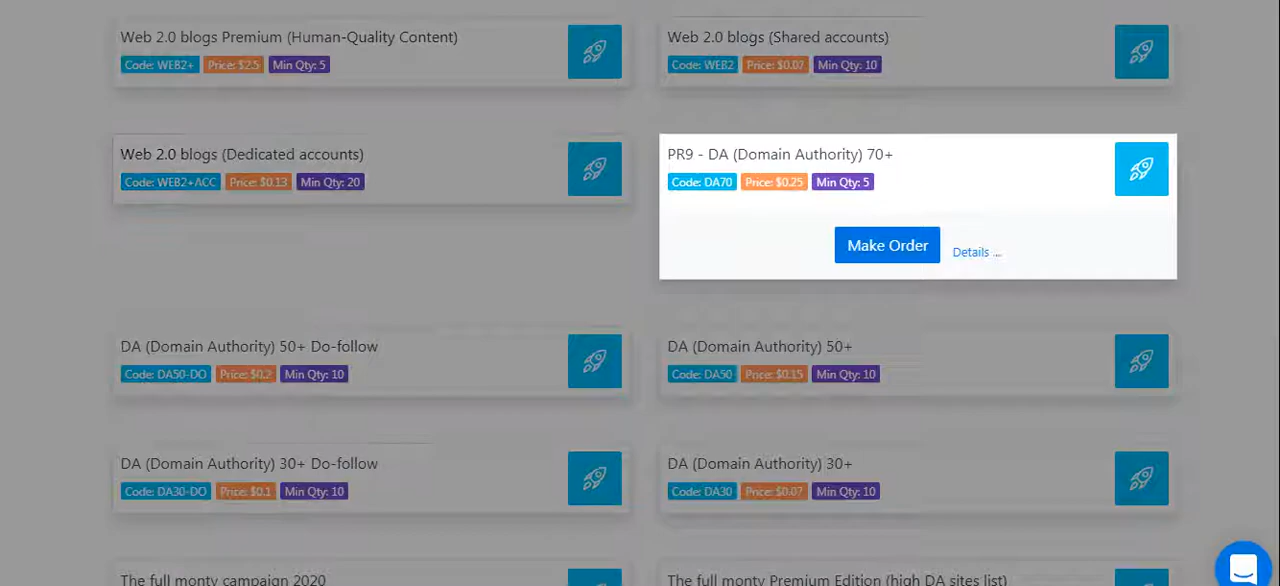 Web 2.0 blogs Premium (Human-Quality Content)
Code: WEB2+ Price: $2.5 Min Qty: 5
Web 2.0 blogs (Shared accounts)
Code: WEB2 Price: $0.07 Min Qty: 10
Web 2.0 blogs (Dedicated accounts)
Code: WEB2+ACC Price: $0.13 Min Qty: 20
PR9 - DA (Domain Authority) 70+
Code: DA70 Price: $0.25 Min Qty: 5
Make Order Details ...
DA (Domain Authority) 50+ Do-follow
Code: DA50-DO Price: $0.2 Min Qty: 10
DA (Domain Authority) 50+
Code: DA50 Price: $0.15 Min Qty: 10
DA (Domain Authority) 30+ Do-follow
Code: DA30-DO Price: $0.1 Min Qty: 10
DA (Domain Authority) 30+
Code: DA30 Price: $0.07 Min Qty: 10
The full monty campaign 2020
The full monty Premium Edition (high DA sites list)